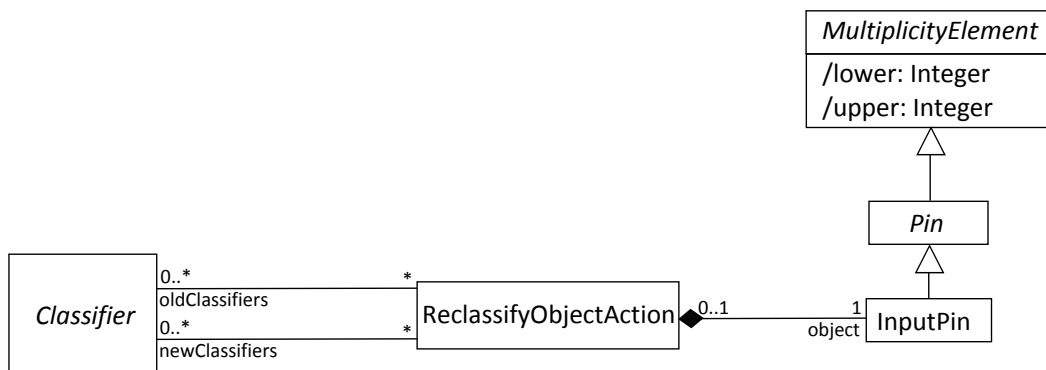 MultiplicityElement
/lower: Integer
/upper: Integer
Pin
0..*
*
oldClassifiers
Classifier
0..*
*
newClassifiers
ReclassifyObjectAction
0..1
1
object
InputPin